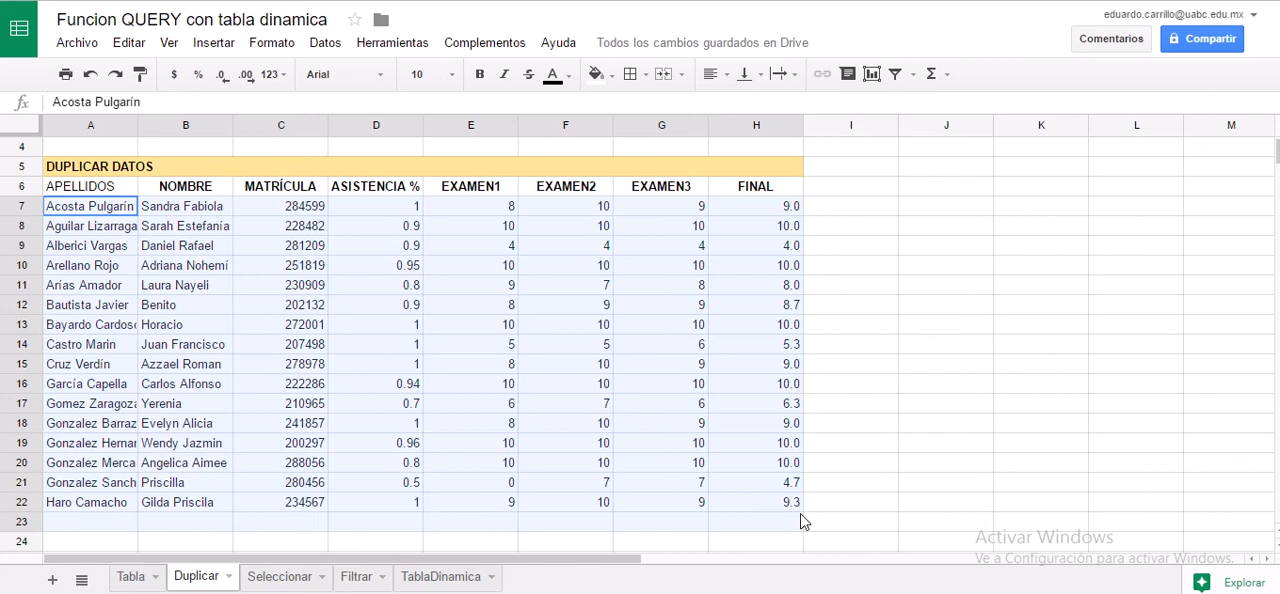 Funcion QUERY con tabla dinamica
eduardo.carrillo@uabc.edu.mx
Archivo Editar Ver Insertar Formato Datos Herramientas Complementos Ayuda Todos los cambios guardados en Drive
Comentarios Compartir
$ % .0 .00 123 Arial 10 B I S A Σ
fx Acosta Pulgarín
A B C D E F G H I J K L M
4
5 DUPLICAR DATOS
6 APELLIDOS NOMBRE MATRÍCULA ASISTENCIA % EXAMEN1 EXAMEN2 EXAMEN3 FINAL
7 Acosta Pulgarín Sandra Fabiola 284599 1 8 10 9 9.0
8 Aguilar Lizarraga Sarah Estefanía 228482 0.9 10 10 10 10.0
9 Alberici Vargas Daniel Rafael 281209 0.9 4 4 4 4.0
10 Arellano Rojo Adriana Nohemí 251819 0.95 10 10 10 10.0
11 Arías Amador Laura Nayeli 230909 0.8 9 7 8 8.0
12 Bautista Javier Benito 202132 0.9 8 9 9 8.7
13 Bayardo Cardoso Horacio 272001 1 10 10 10 10.0
14 Castro Marin Juan Francisco 207498 1 5 5 6 5.3
15 Cruz Verdín Azzael Roman 278978 1 8 10 9 9.0
16 García Capella Carlos Alfonso 222286 0.94 10 10 10 10.0
17 Gomez Zaragoza Yerenia 210965 0.7 6 7 6 6.3
18 Gonzalez Barraz Evelyn Alicia 241857 1 8 10 9 9.0
19 Gonzalez Hernar Wendy Jazmin 200297 0.96 10 10 10 10.0
20 Gonzalez Merca Angelica Aimee 288056 0.8 10 10 10 10.0
21 Gonzalez Sanch Priscilla 280456 0.5 0 7 7 4.7
22 Haro Camacho Gilda Priscila 234567 1 9 10 9 9.3
23
24
Activar Windows
Ve a Configuración para activar Windows.
+ Tabla Duplicar Seleccionar Filtrar TablaDinamica Explorar